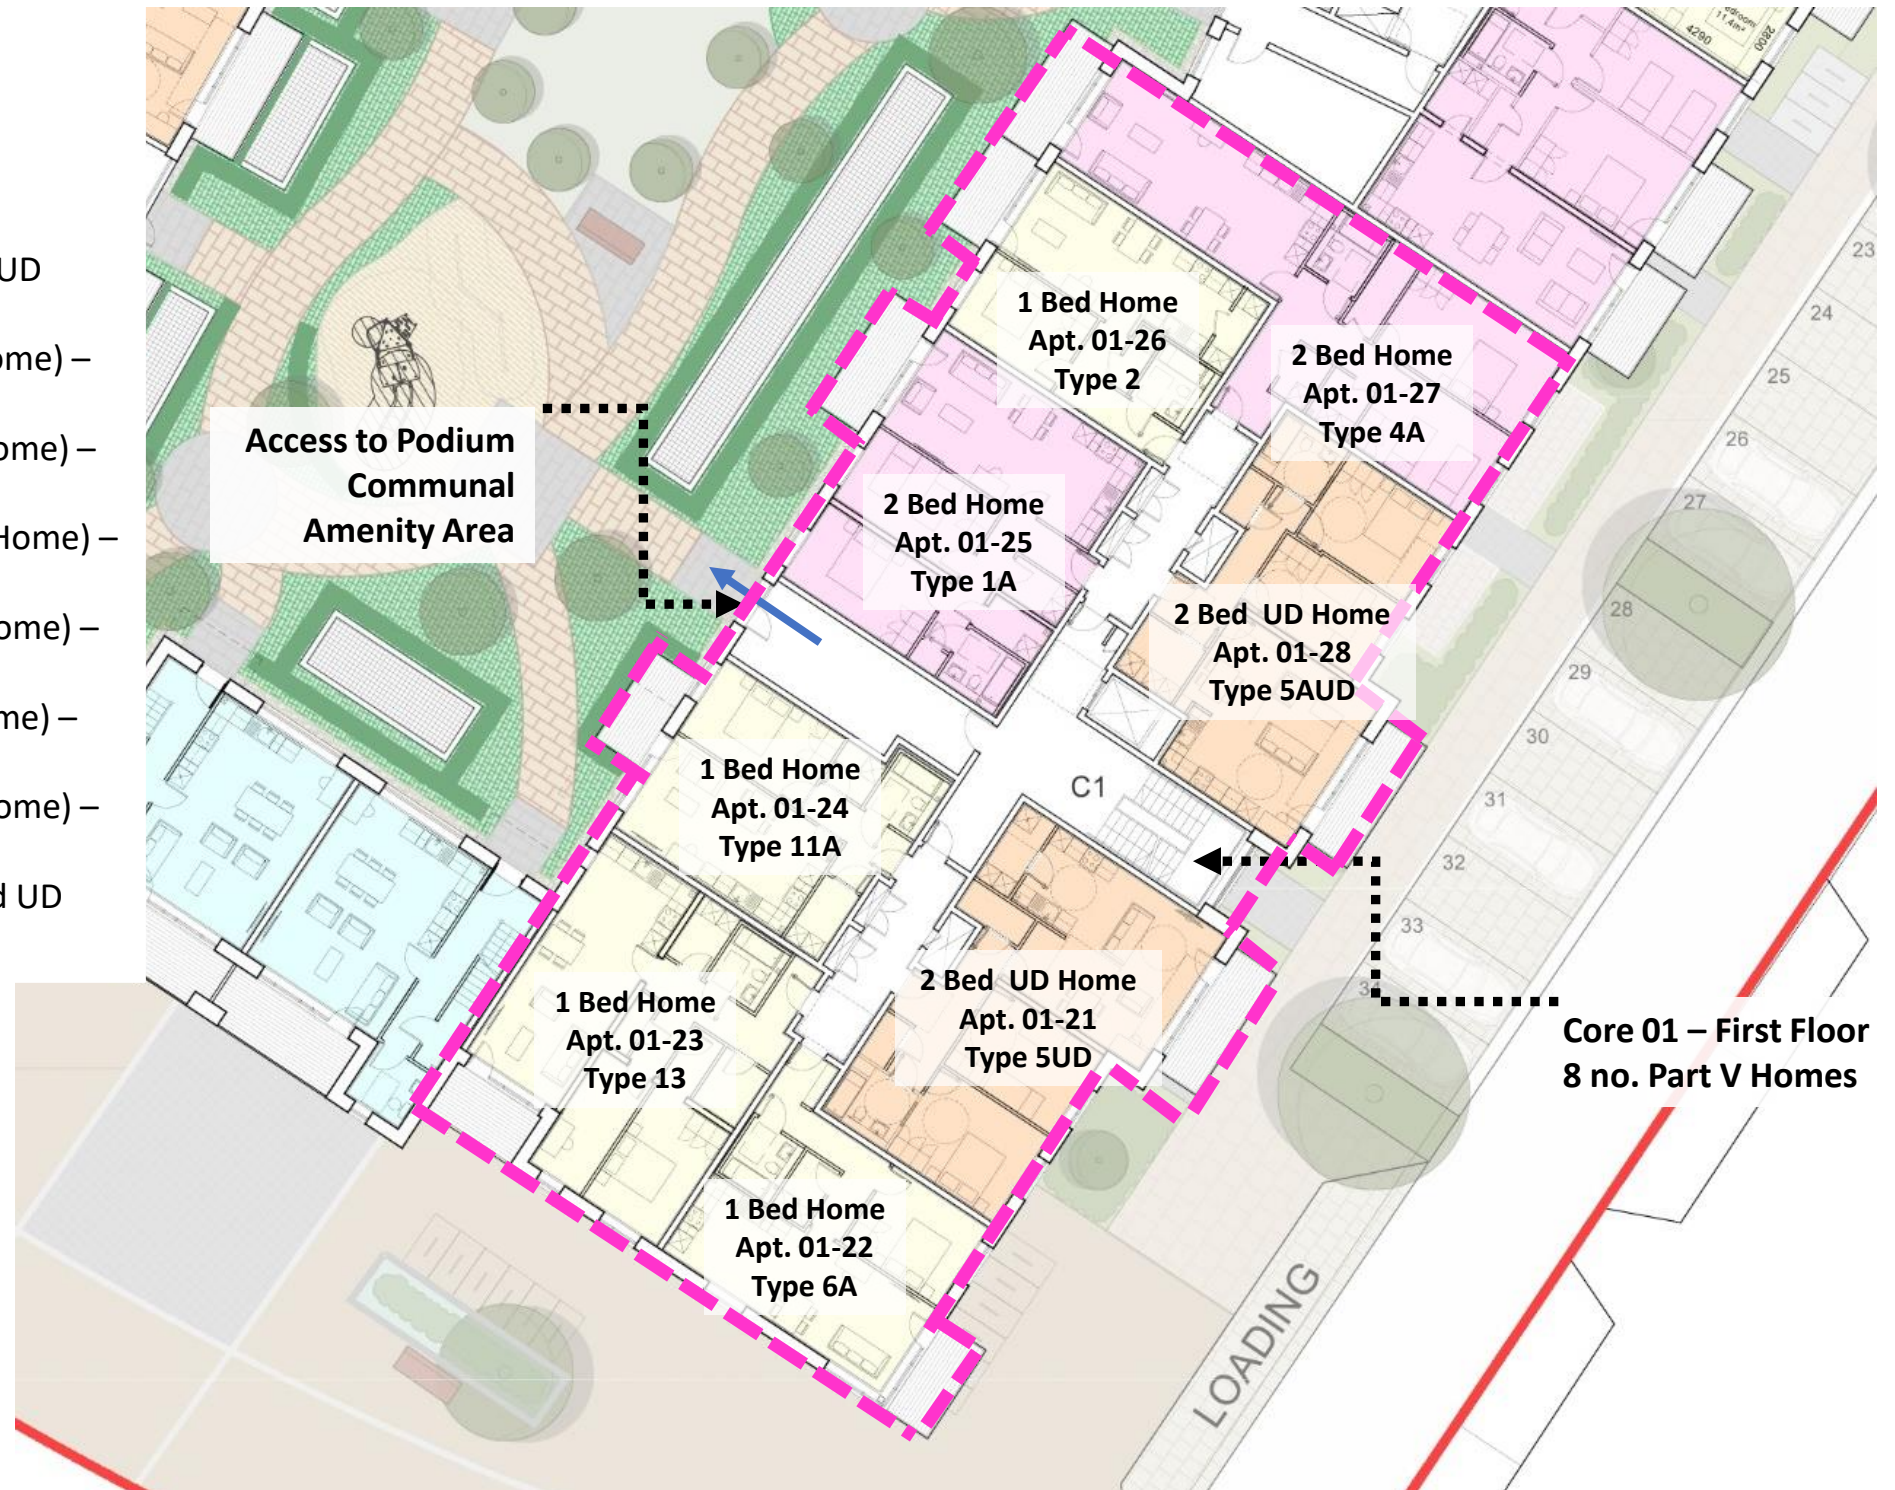 UD
ome) –
ome) –
Home) –
ome) –
me) –
ome) –
d UD
11,4m²
4290
2800
1 Bed Home
Apt. 01-26
Type 2
2 Bed Home
Apt. 01-27
Type 4A
Access to Podium
Communal
Amenity Area
2 Bed Home
Apt. 01-25
Type 1A
2 Bed UD Home
Apt. 01-28
Type 5AUD
1 Bed Home
Apt. 01-24
Type 11A
C1
2 Bed UD Home
Apt. 01-21
Type 5UD
1 Bed Home
Apt. 01-23
Type 13
1 Bed Home
Apt. 01-22
Type 6A
Core 01 – First Floor
8 no. Part V Homes
23
24
25
26
27
28
29
30
31
32
33
34
LOADING